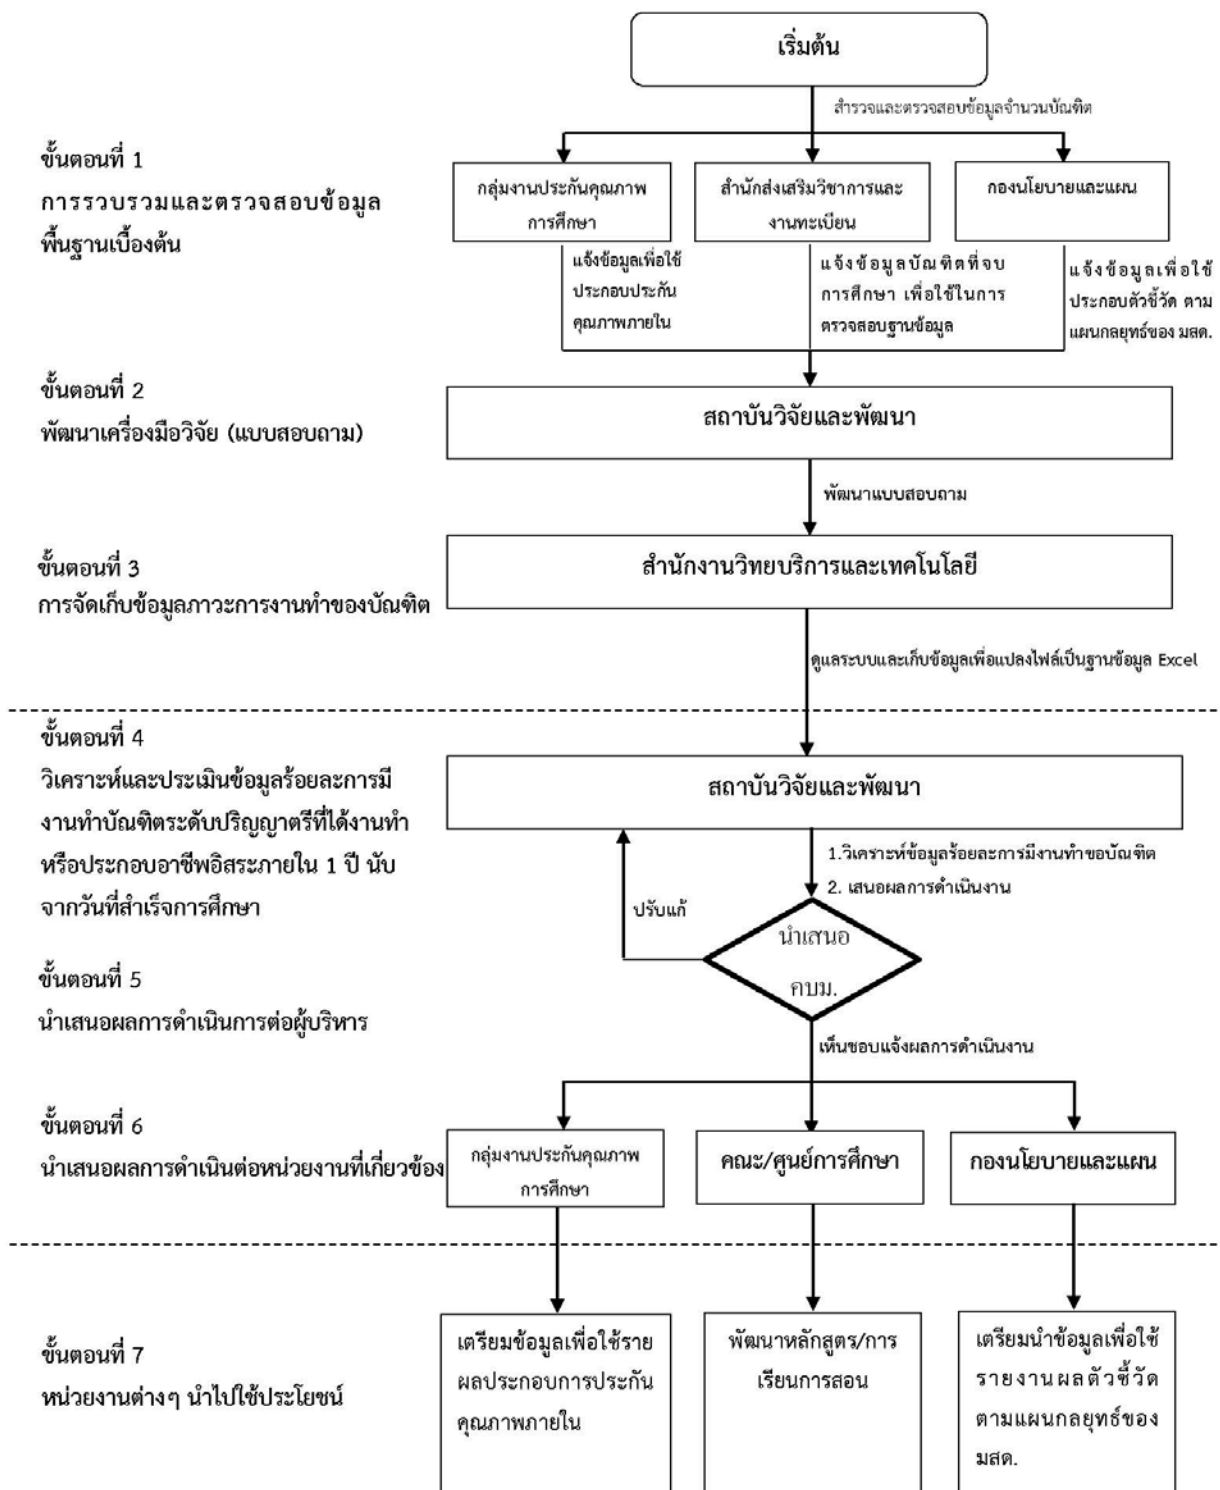 เริ่มต้น
สำรวจและตรวจสอบข้อมูลจำนวนบัณฑิต
ขั้นตอนที่ 1
การรวบรวมและตรวจสอบข้อมูล
พื้นฐานเบื้องต้น
กลุ่มงานประกันคุณภาพ
การศึกษา
สำนักส่งเสริมวิชาการและ
งานทะเบียน
กองนโยบายและแผน
แจ้งข้อมูลเพื่อใช้
ประกอบประกัน
คุณภาพภายใน
แจ้งข้อมูลบัณฑิตที่จบ
การศึกษา เพื่อใช้ในการ
ตรวจสอบฐานข้อมูล
แจ้งข้อมูลเพื่อใช้
ประกอบตัวชี้วัด ตาม
แผนกลยุทธ์ของ มสด.
ขั้นตอนที่ 2
พัฒนาเครื่องมือวิจัย (แบบสอบถาม)
สถาบันวิจัยและพัฒนา
พัฒนาแบบสอบถาม
ขั้นตอนที่ 3
การจัดเก็บข้อมูลภาวะการงานทำของบัณฑิต
สำนักงานวิทยบริการและเทคโนโลยี
ดูแลระบบและเก็บข้อมูลเพื่อแปลงไฟล์เป็นฐานข้อมูล Excel
ขั้นตอนที่ 4
วิเคราะห์และประเมินข้อมูลร้อยละการมี
งานทำบัณฑิตระดับปริญญาตรีที่ได้งานทำ
หรือประกอบอาชีพอิสระภายใน 1 ปี นับ
จากวันที่สำเร็จการศึกษา
สถาบันวิจัยและพัฒนา
1.วิเคราะห์ข้อมูลร้อยละการมีงานทำขอบัณฑิต
2. เสนอผลการดำเนินงาน
ปรับแก้
นำเสนอ
คบม.
ขั้นตอนที่ 5
นำเสนอผลการดำเนินการต่อผู้บริหาร
เห็นชอบแจ้งผลการดำเนินงาน
ขั้นตอนที่ 6
นำเสนอผลการดำเนินต่อหน่วยงานที่เกี่ยวข้อง
กลุ่มงานประกันคุณภาพ
การศึกษา
คณะ/ศูนย์การศึกษา
กองนโยบายและแผน
ขั้นตอนที่ 7
หน่วยงานต่างๆ นำไปใช้ประโยชน์
เตรียมข้อมูลเพื่อใช้ราย
ผลประกอบการประกัน
คุณภาพภายใน
พัฒนาหลักสูตร/การ
เรียนการสอน
เตรียมนำข้อมูลเพื่อใช้
รายงานผลตัวชี้วัด
ตามแผนกลยุทธ์ของ
มสด.